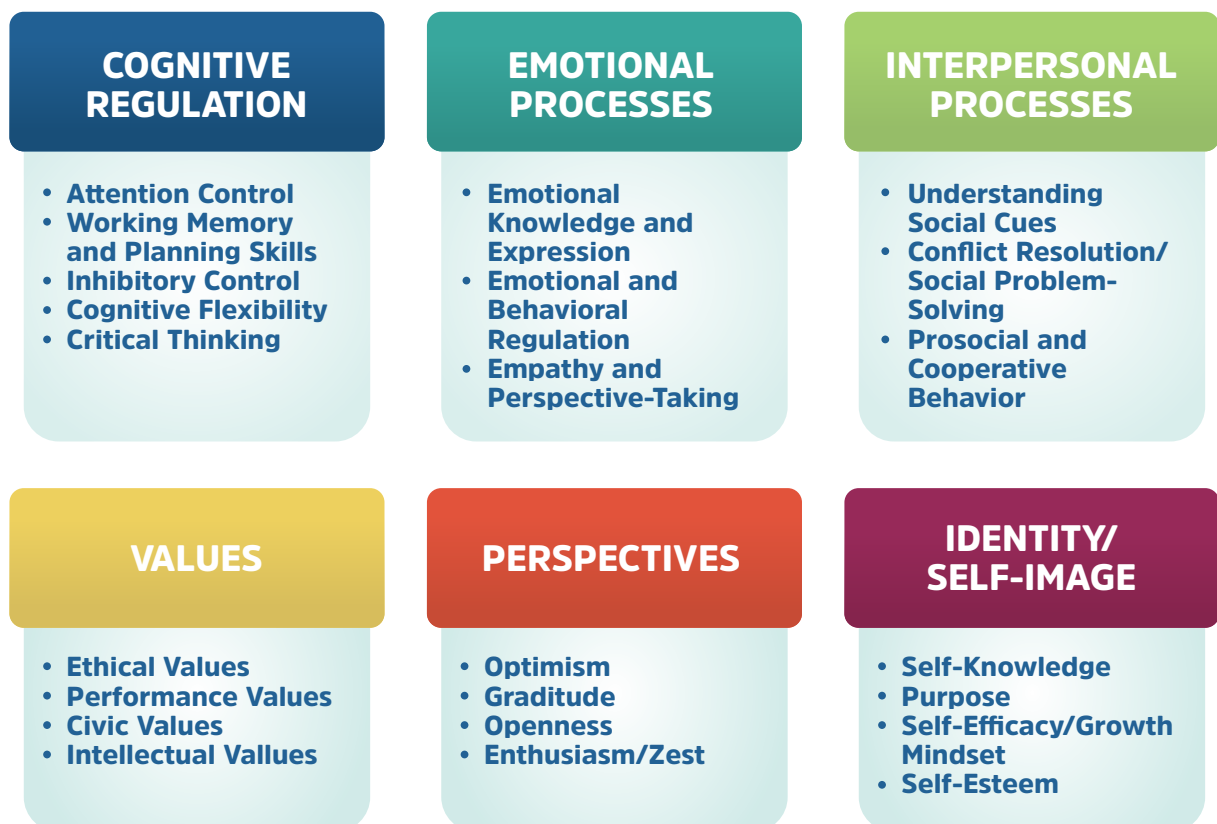 COGNITIVE
REGULATION
• Attention Control
• Working Memory
and Planning Skills
• Inhibitory Control
• Cognitive Flexibility
• Critical Thinking
EMOTIONAL
PROCESSES
• Emotional
Knowledge and
Expression
• Emotional and
Behavioral
Regulation
• Empathy and
Perspective-Taking
INTERPERSONAL
PROCESSES
• Understanding
Social Cues
• Conflict Resolution/
Social Problem-
Solving
• Prosocial and
Cooperative
Behavior
VALUES
• Ethical Values
• Performance Values
• Civic Values
• Intellectual Vallues
PERSPECTIVES
• Optimism
• Graditude
• Openness
• Enthusiasm/Zest
IDENTITY/
SELF-IMAGE
• Self-Knowledge
• Purpose
• Self-Efficacy/Growth
Mindset
• Self-Esteem